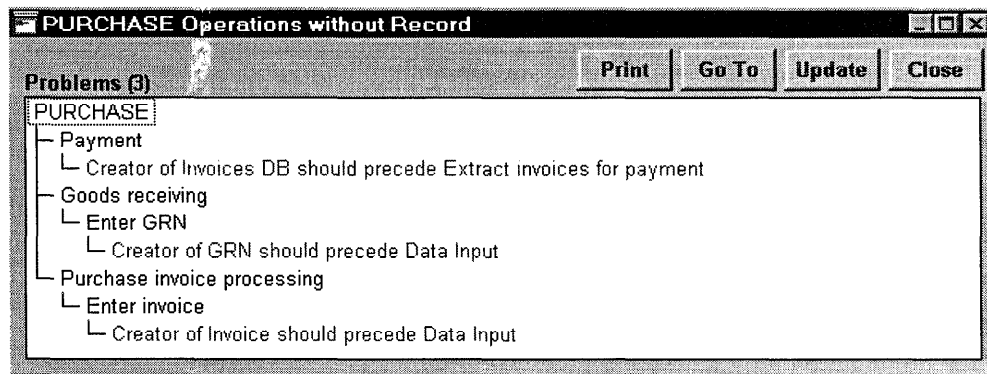 PURCHASE Operations without Record
Print Go To Update Close
Problems (3)
PURCHASE
Payment
Creator of Invoices DB should precede Extract invoices for payment
Goods receiving
Enter GRN
Creator of GRN should precede Data Input
Purchase invoice processing
Enter invoice
Creator of Invoice should precede Data Input